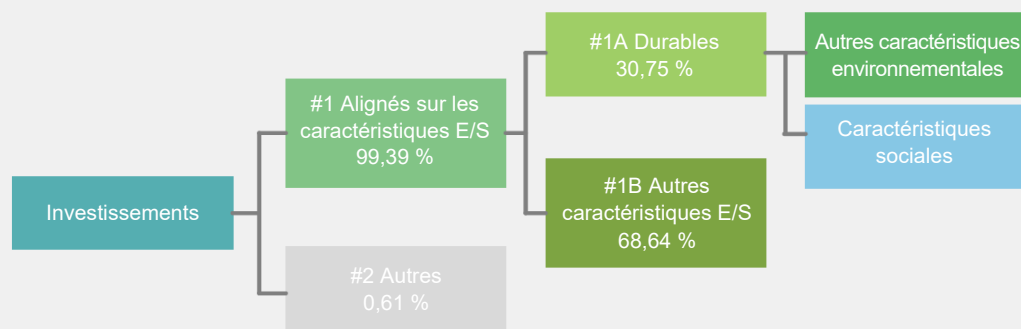 Investissements
#1 Alignés sur les
caractéristiques E/S
99,39 %
#2 Autres
0,61 %
#1A Durables
30,75 %
#1B Autres
caractéristiques E/S
68,64 %
Autres caractéristiques
environnementales
Caractéristiques
sociales